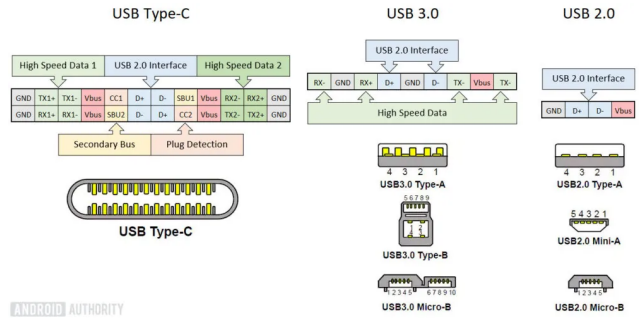 USB Type-C
USB 3.0
USB 2.0
High Speed Data 1
USB 2.0 Interface
High Speed Data 2
GND TX1+ TX1- Vbus CC1 D+ D- SBU1 Vbus RX2- RX2+ GND
GND RX1+ RX1- Vbus SBU2 D- D+ CC2 Vbus TX2- TX2+ GND
Secondary Bus
Plug Detection
USB Type-C
USB 2.0 Interface
RX- GND RX+ D+ GND D- TX- Vbus TX-
High Speed Data
4 3 2 1
USB3.0 Type-A
5 6 7 8 9
1 2
USB3.0 Type-B
1 2 3 4 5 6 7 8 9 10
USB3.0 Micro-B
USB 2.0 Interface
GND D+ D- Vbus
4 3 2 1
USB2.0 Type-A
5 4 3 2 1
USB2.0 Mini-A
1 2 3 4 5
USB2.0 Micro-B
ANDROID AUTHORITY